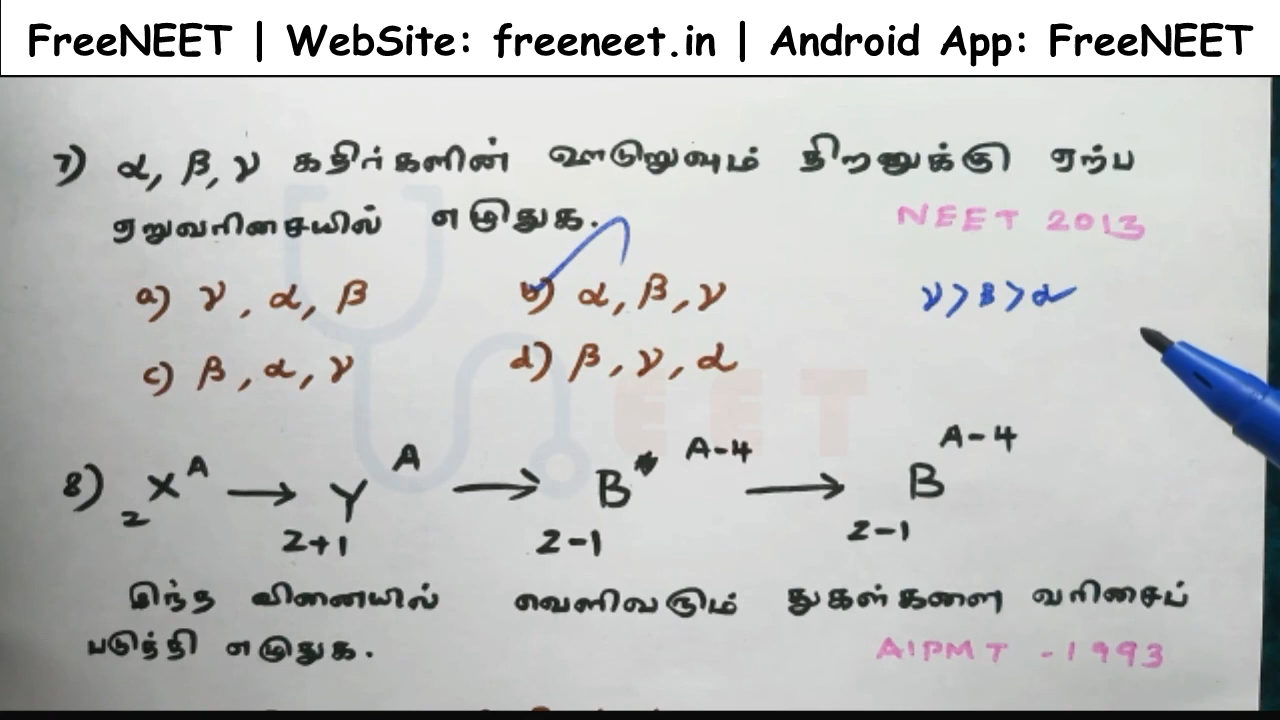 FreeNEET | WebSite: freeneet.in | Android App: FreeNEET
7) α, β, γ கதிர்களின் ஊடுறுவும் திறனுக்கு ஏற்ப
ஏறுவரிசையில் எழுதுக. NEET 2013
a) γ, α, β b) α, β, γ γ > β > α
c) β, α, γ d) β, γ, α
EET
8) zX^A → Y^A → B* A-4 → B A-4
Z+1 Z-1 Z-1
இந்த வினையில் வெளிவரும் துகள்களை வரிசைப்
படுத்தி எழுதுக. AIPMT - 1993